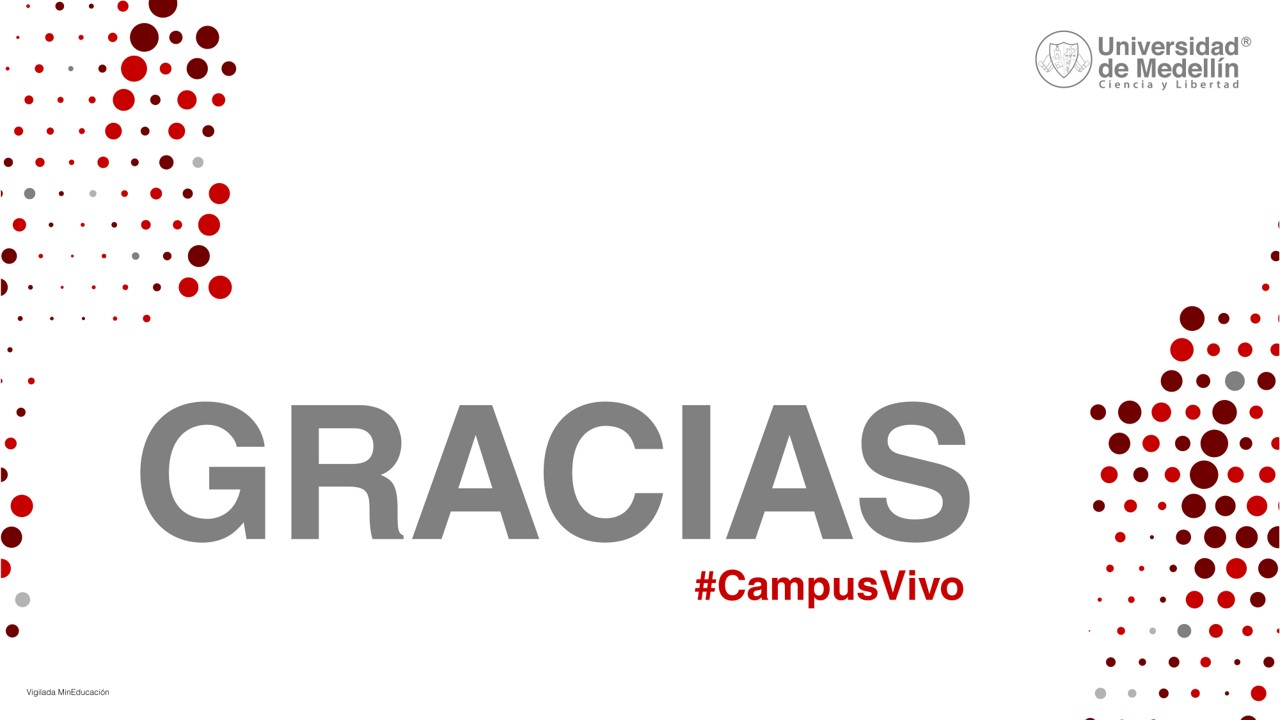 Universidad®
de Medellín
Ciencia y Libertad
GRACIAS
#CampusVivo
Vigilada MinEducación